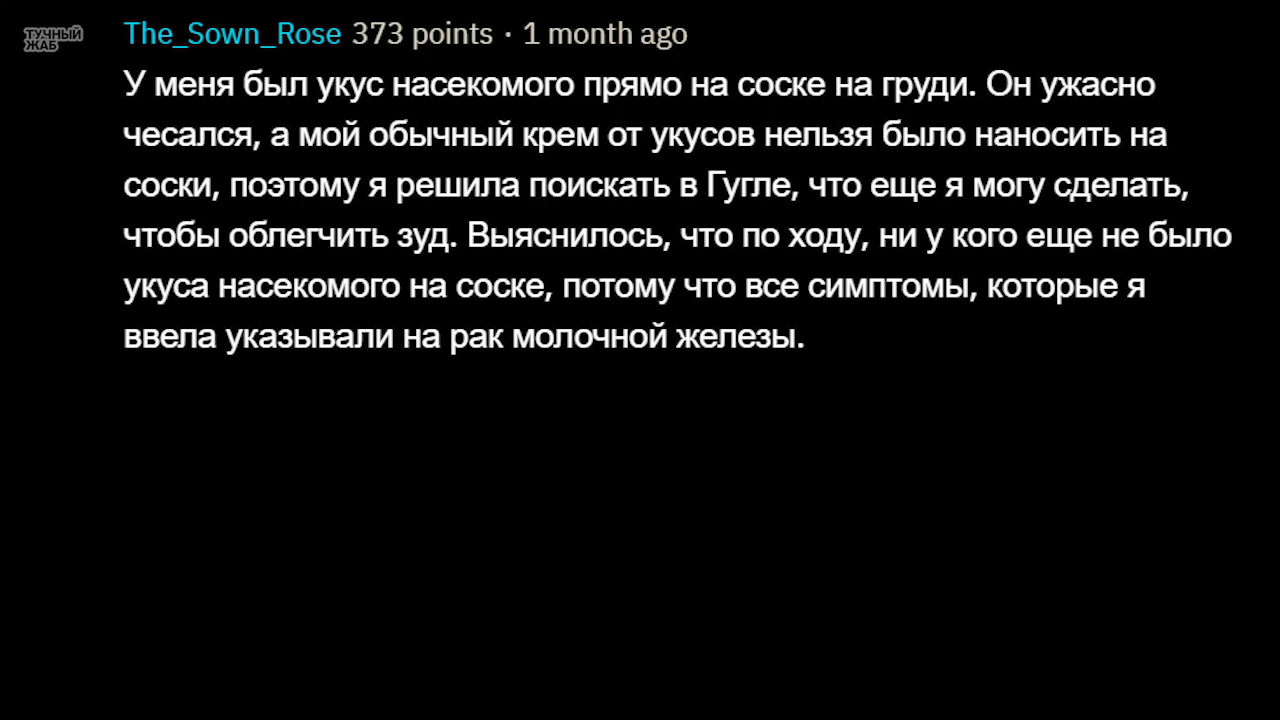 ТУЧНЫЙ
ЖАБ
The_Sown_Rose 373 points · 1 month ago
У меня был укус насекомого прямо на соске на груди. Он ужасно
чесался, а мой обычный крем от укусов нельзя было наносить на
соски, поэтому я решила поискать в Гугле, что еще я могу сделать,
чтобы облегчить зуд. Выяснилось, что по ходу, ни у кого еще не было
укуса насекомого на соске, потому что все симптомы, которые я
ввела указывали на рак молочной железы.